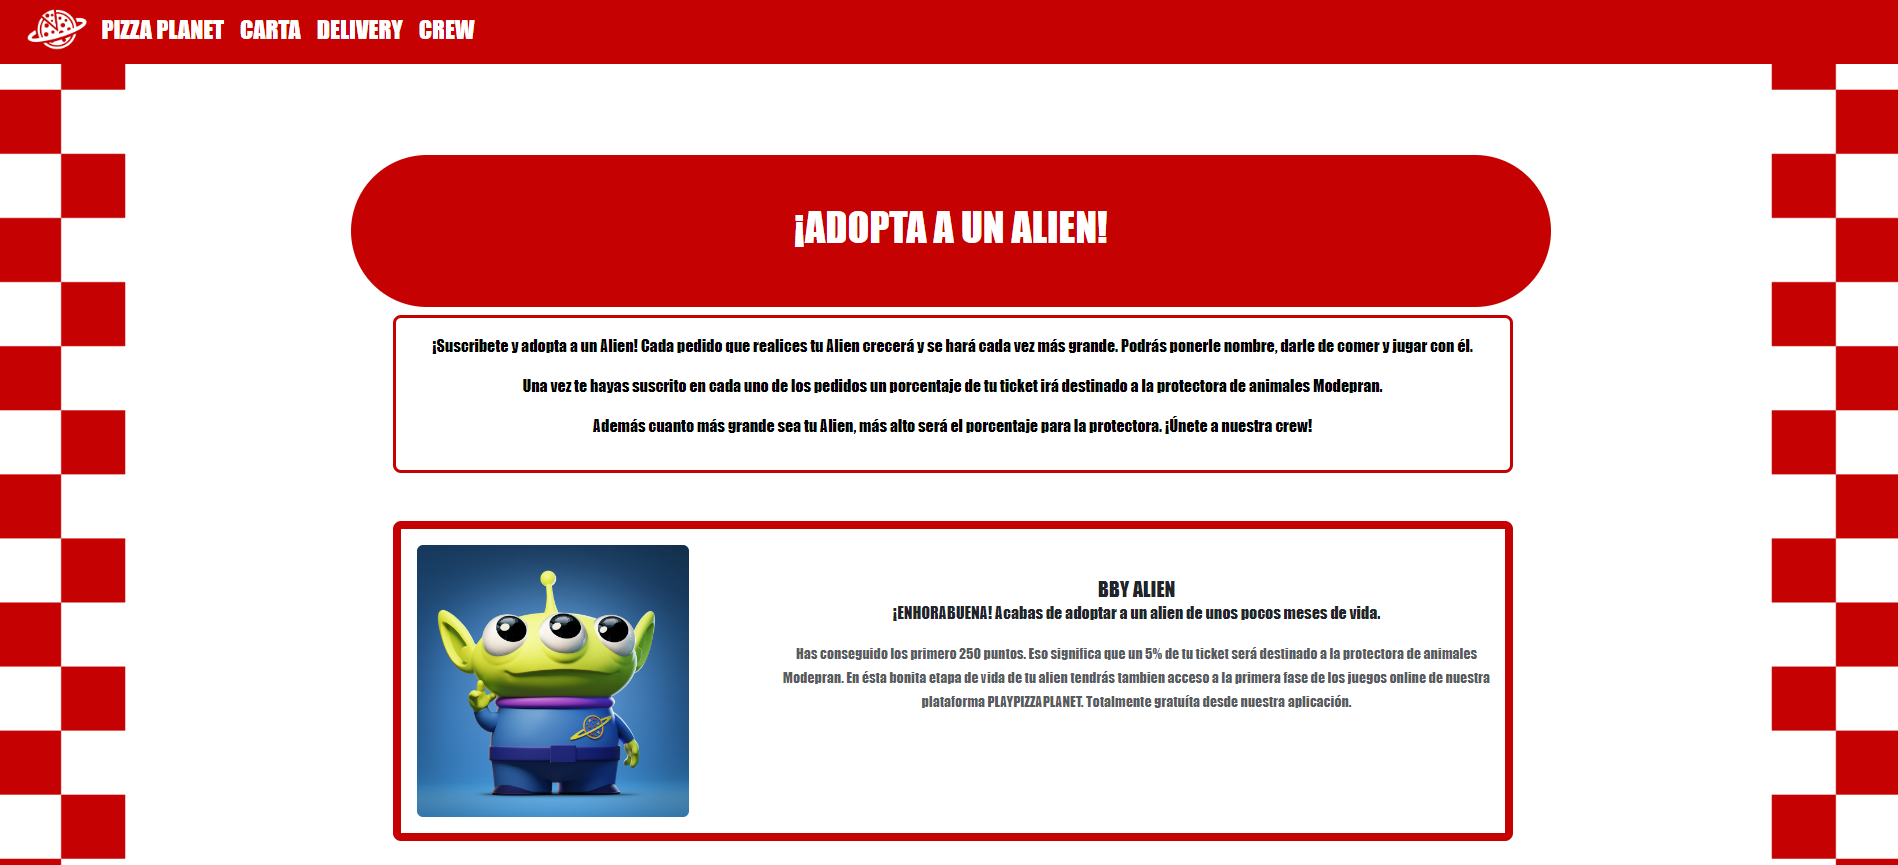 PIZZA PLANET CARTA DELIVERY CREW
¡ADOPTA A UN ALIEN!
¡Suscribete y adopta a un Alien! Cada pedido que realices tu Alien crecerá y se hará cada vez más grande. Podrás ponerle nombre, darle de comer y jugar con él.
Una vez te hayas suscrito en cada uno de los pedidos un porcentaje de tu ticket irá destinado a la protectora de animales Modepran.
Además cuanto más grande sea tu Alien, más alto será el porcentaje para la protectora. ¡Únete a nuestra crew!
BBY ALIEN
¡ENHORABUENA! Acabas de adoptar a un alien de unos pocos meses de vida.
Has conseguido los primero 250 puntos. Eso significa que un 5% de tu ticket será destinado a la protectora de animales
Modepran. En ésta bonita etapa de vida de tu alien tendrás tambien acceso a la primera fase de los juegos online de nuestra
plataforma PLAYPIZZAPLANET. Totalmente gratuíta desde nuestra aplicación.